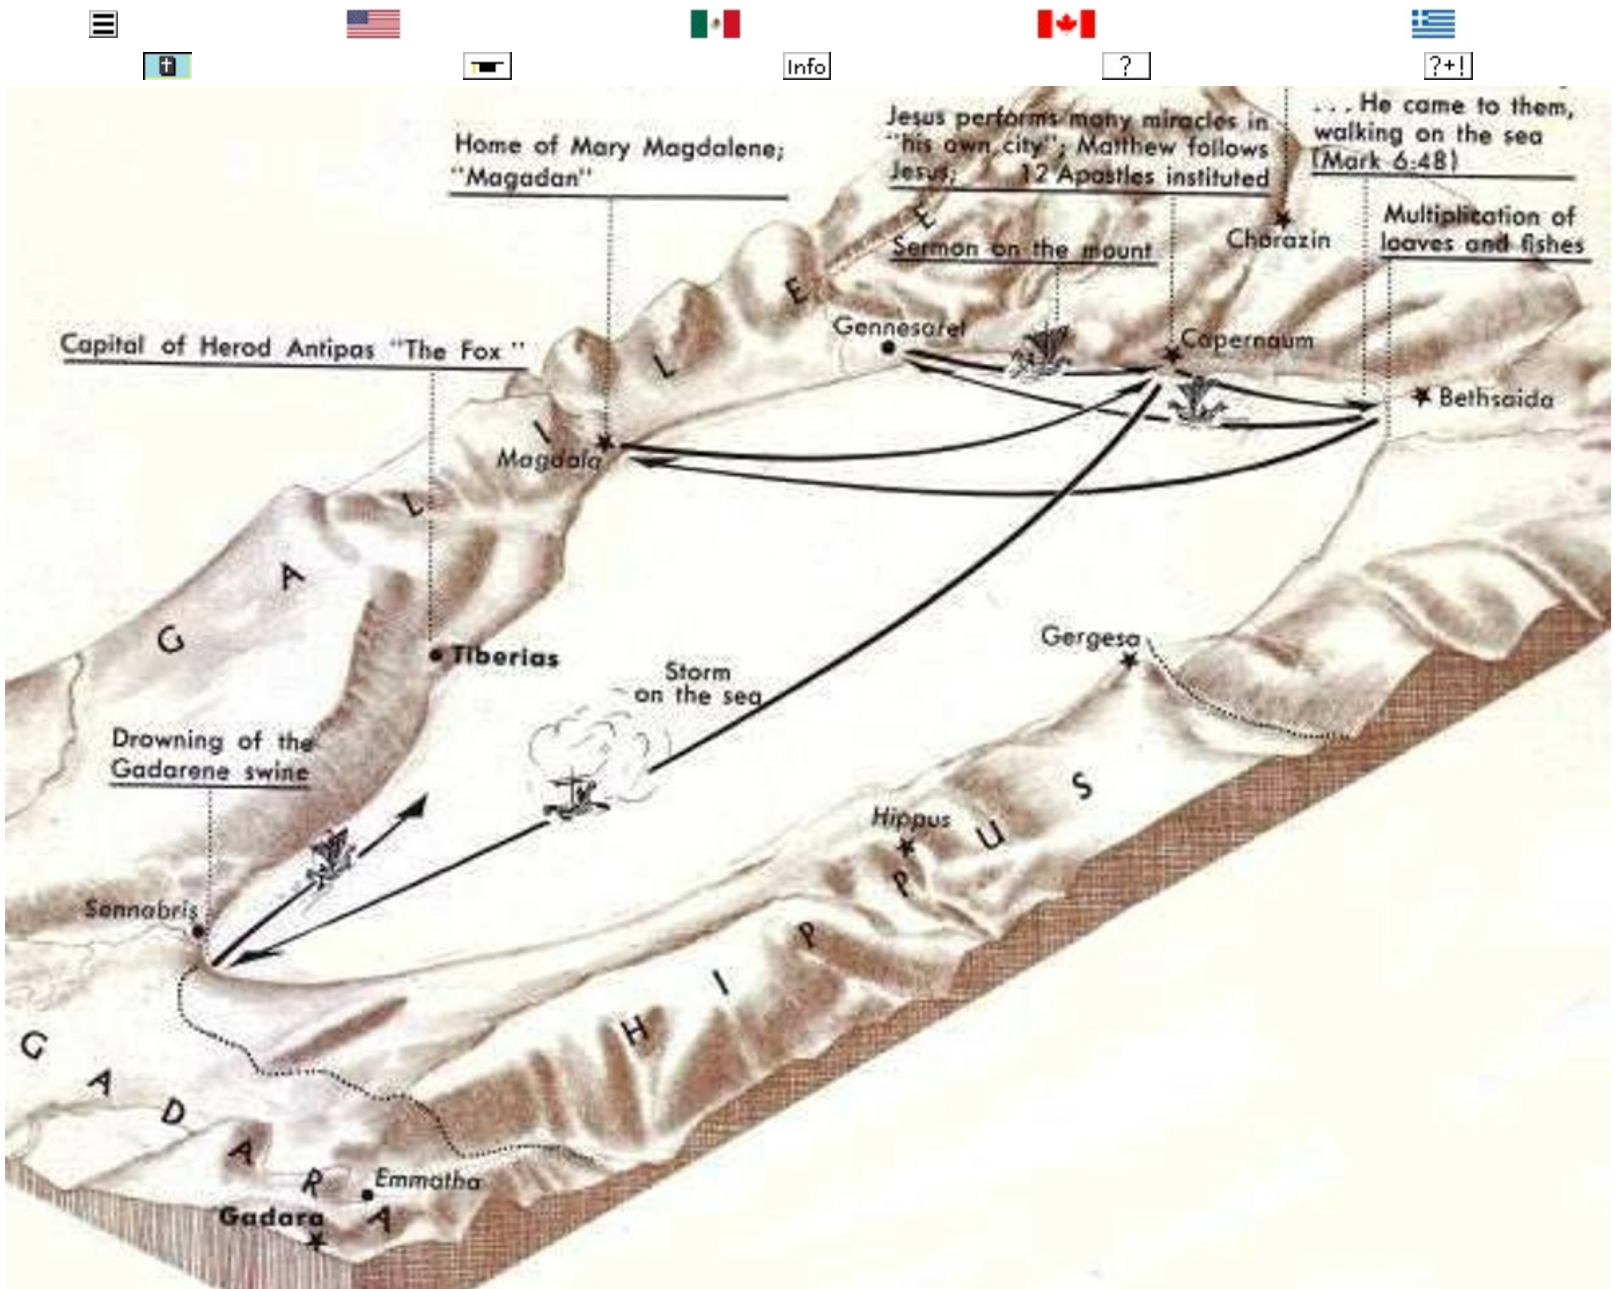 Info
?
?+!
... He came to them,
walking on the sea
(Mark 6:48)
Jesus performs many miracles in
"his own city"; Matthew follows
Jesus; 12 Apostles instituted
Home of Mary Magdalene;
"Magadan"
Multiplication of
loaves and fishes
Chorazin
Sermon on the mount
Gennesaret
Capernaum
Capital of Herod Antipas "The Fox"
Bethsaida
Magdala
GALILEE
Gergesa
Tiberias
Storm
on the sea
Drowning of the
Gadarene swine
Hippus
Sennabris
HIPPUS
GADARA
Emmatha
Gadara